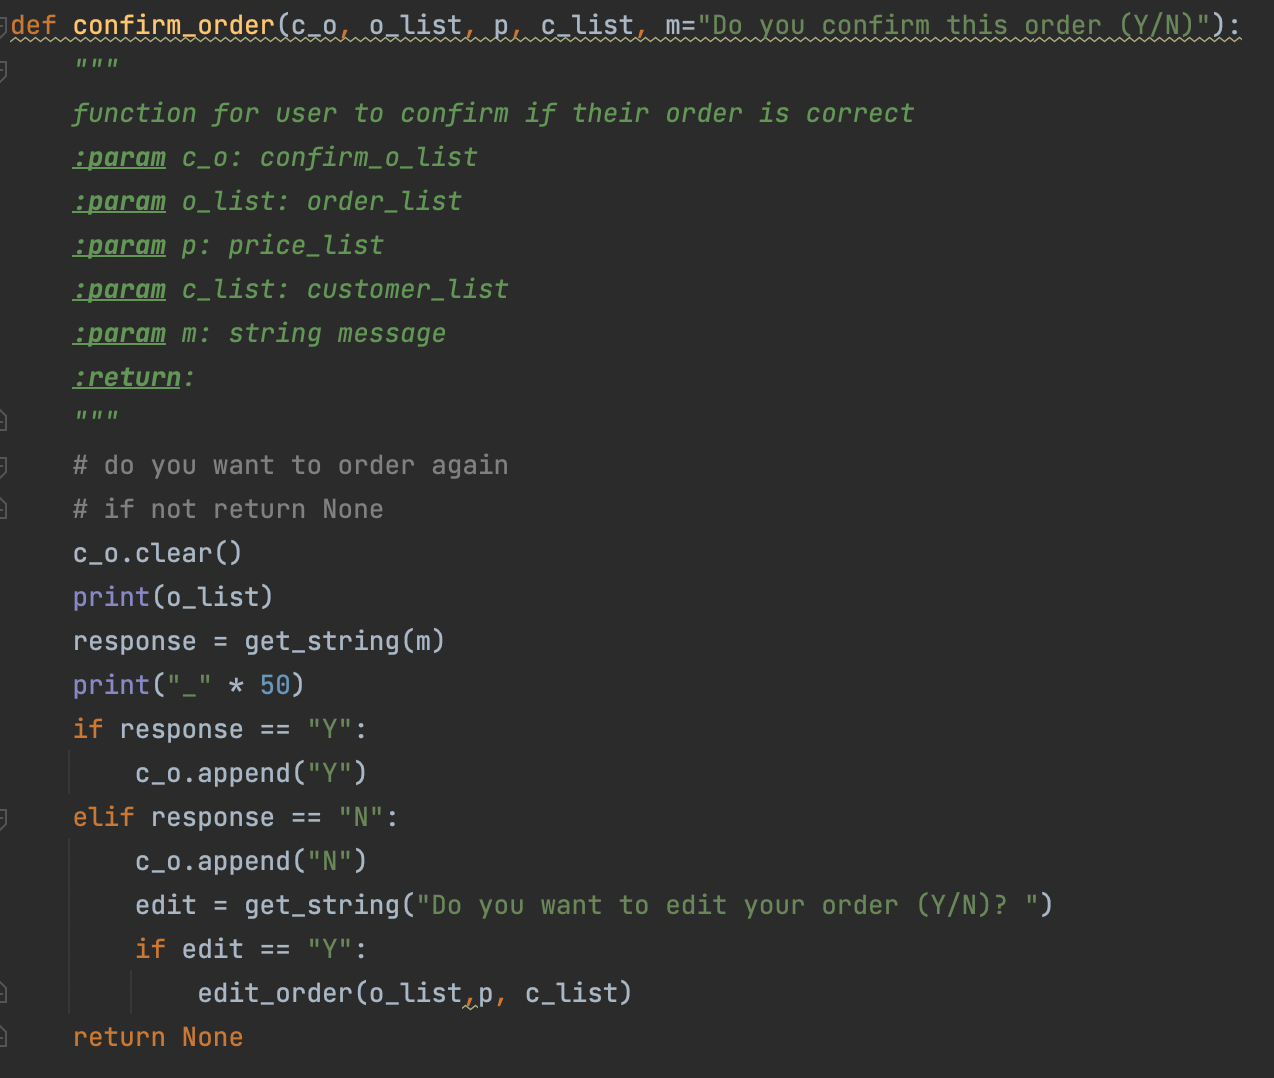 def confirm_order(c_o, o_list, p, c_list, m="Do you confirm this order (Y/N)"):
    """
    function for user to confirm if their order is correct
    :param c_o: confirm_o_list
    :param o_list: order_list
    :param p: price_list
    :param c_list: customer_list
    :param m: string message
    :return:
    """
    # do you want to order again
    # if not return None
    c_o.clear()
    print(o_list)
    response = get_string(m)
    print("_" * 50)
    if response == "Y":
        c_o.append("Y")
    elif response == "N":
        c_o.append("N")
        edit = get_string("Do you want to edit your order (Y/N)? ")
        if edit == "Y":
            edit_order(o_list,p, c_list)
    return None